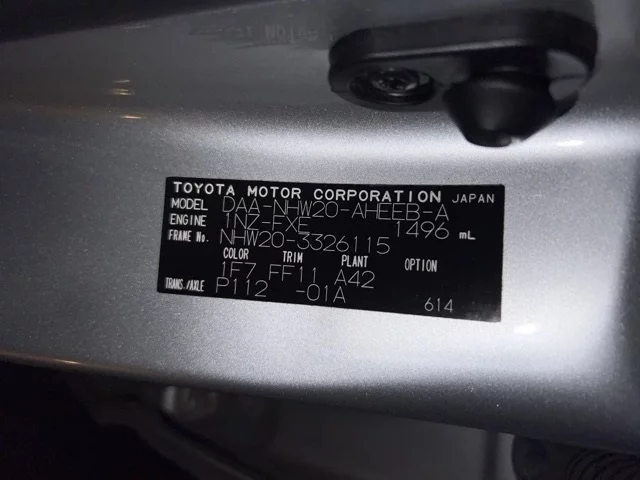 TOYOTA MOTOR CORPORATION JAPAN
MODEL DAA-NHW20-AHEEB-A
ENGINE 1NZ-FXE 1496 mL
FRAME No. NHW20-3326115
COLOR TRIM PLANT OPTION
1F7 FF11 A42
TRANS./AXLE P112 -01A 614